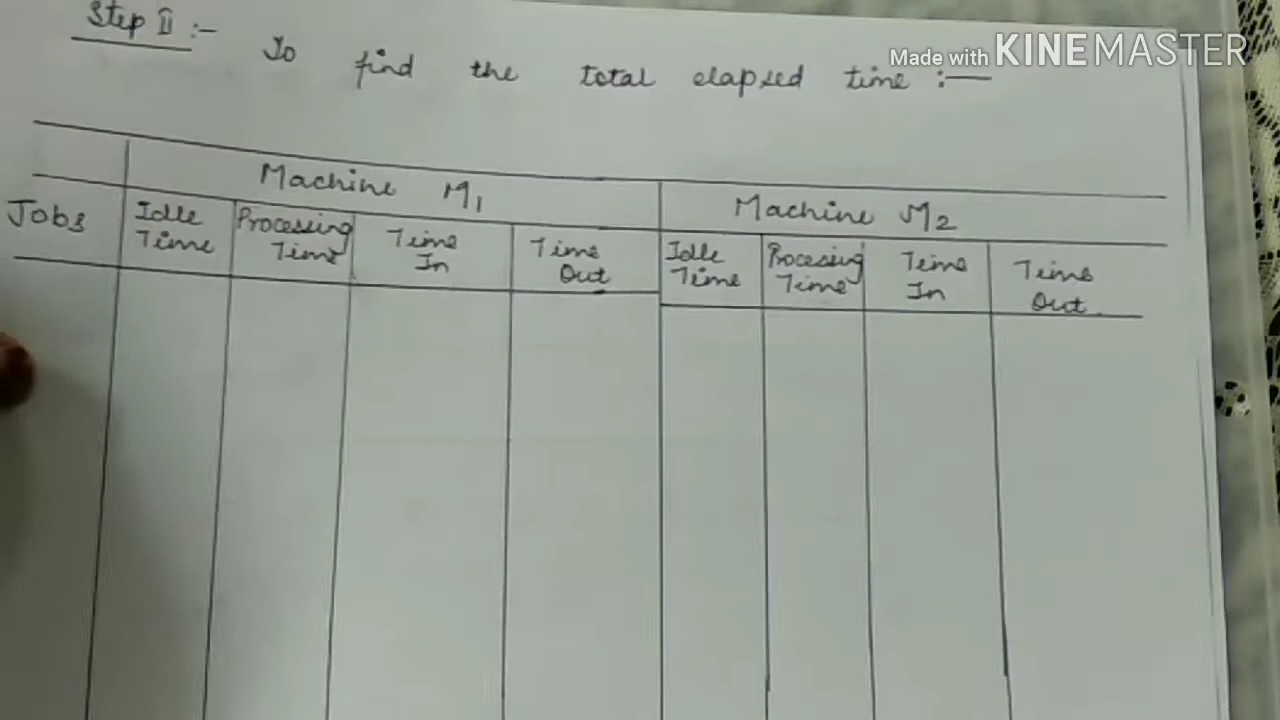 Step II :- To find the total elapsed time :—
Made with KINEMASTER
Machine M1
Machine M2
Jobs
Idle Time
Processing Time
Time In
Time Out
Idle Time
Processing Time
Time In
Time Out